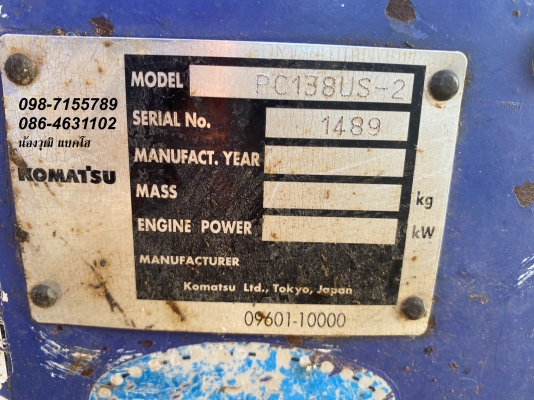 MODEL PC138US-2
098-7155789
086-4631102
SERIAL No. 1489
น้องวุฒิ แบคโฮ
MANUFACT. YEAR
KOMATSU
MASS kg
ENGINE POWER kW
MANUFACTURER
Komatsu Ltd., Tokyo, Japan
09601-10000